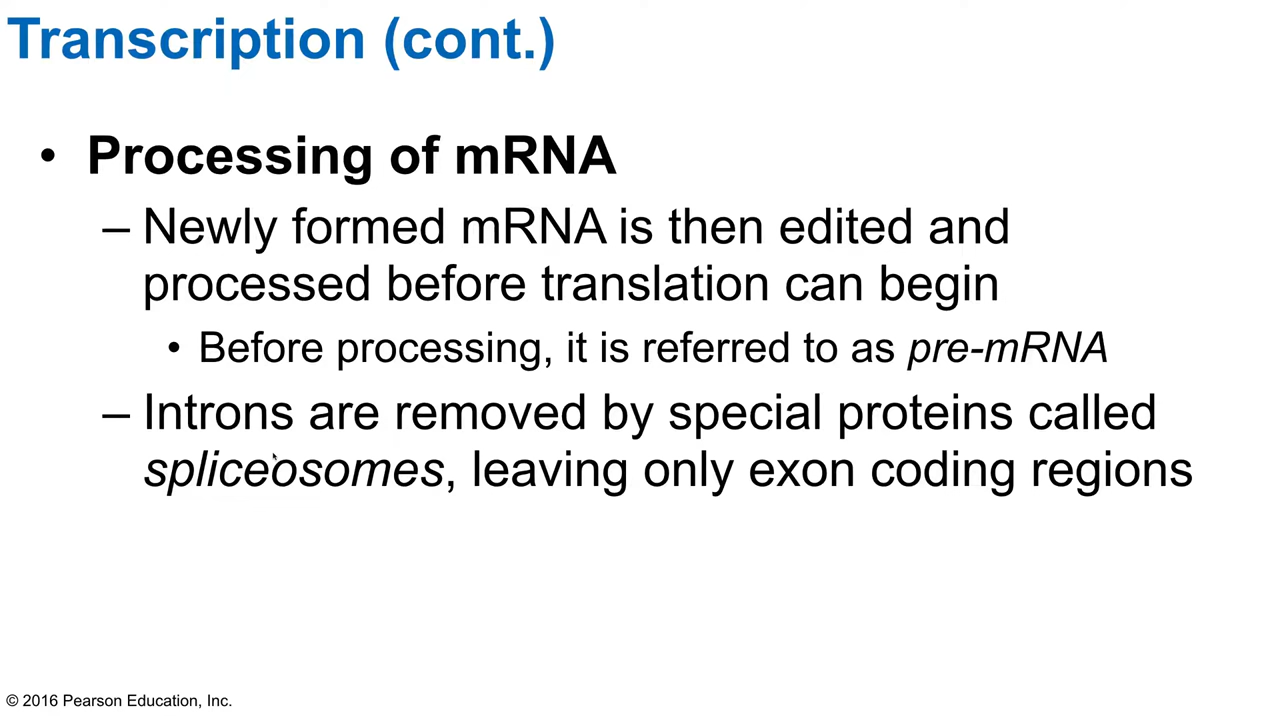 Transcription (cont.)
• Processing of mRNA
– Newly formed mRNA is then edited and
processed before translation can begin
• Before processing, it is referred to as pre-mRNA
– Introns are removed by special proteins called
spliceosomes, leaving only exon coding regions
© 2016 Pearson Education, Inc.